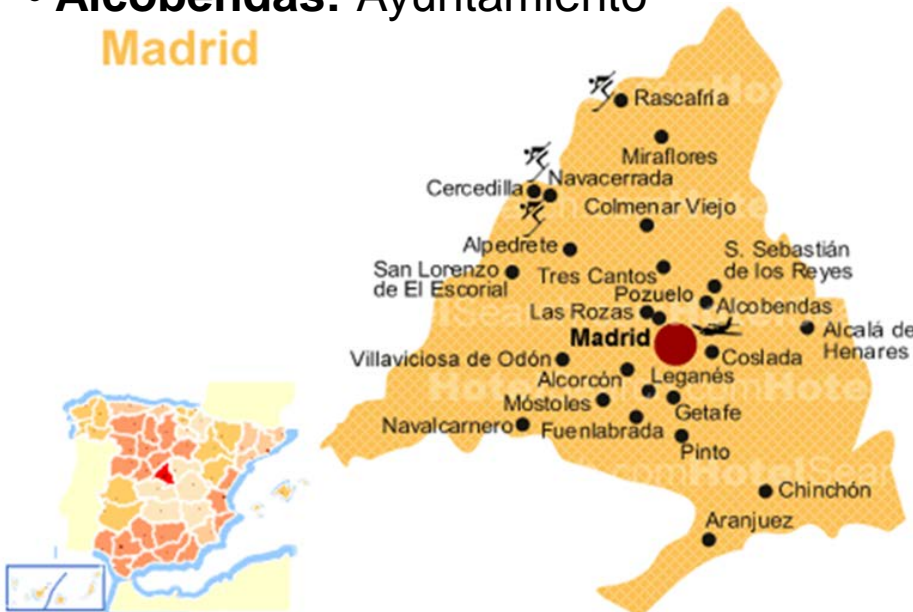 • Alcobendas: Ayuntamiento
Madrid
Rascafría
Miraflores
Navacerrada
Cercedilla
Colmenar Viejo
Alpedrete
S. Sebastián
de los Reyes
San Lorenzo
de El Escorial
Tres Cantos
Pozuelo
Las Rozas
Alcobendas
Madrid
Alcalá de
Henares
Villaviciosa de Odón
Coslada
Alcorcón
Leganés
Móstoles
Getafe
Navalcarnero
Fuenlabrada
Pinto
Chinchón
Aranjuez